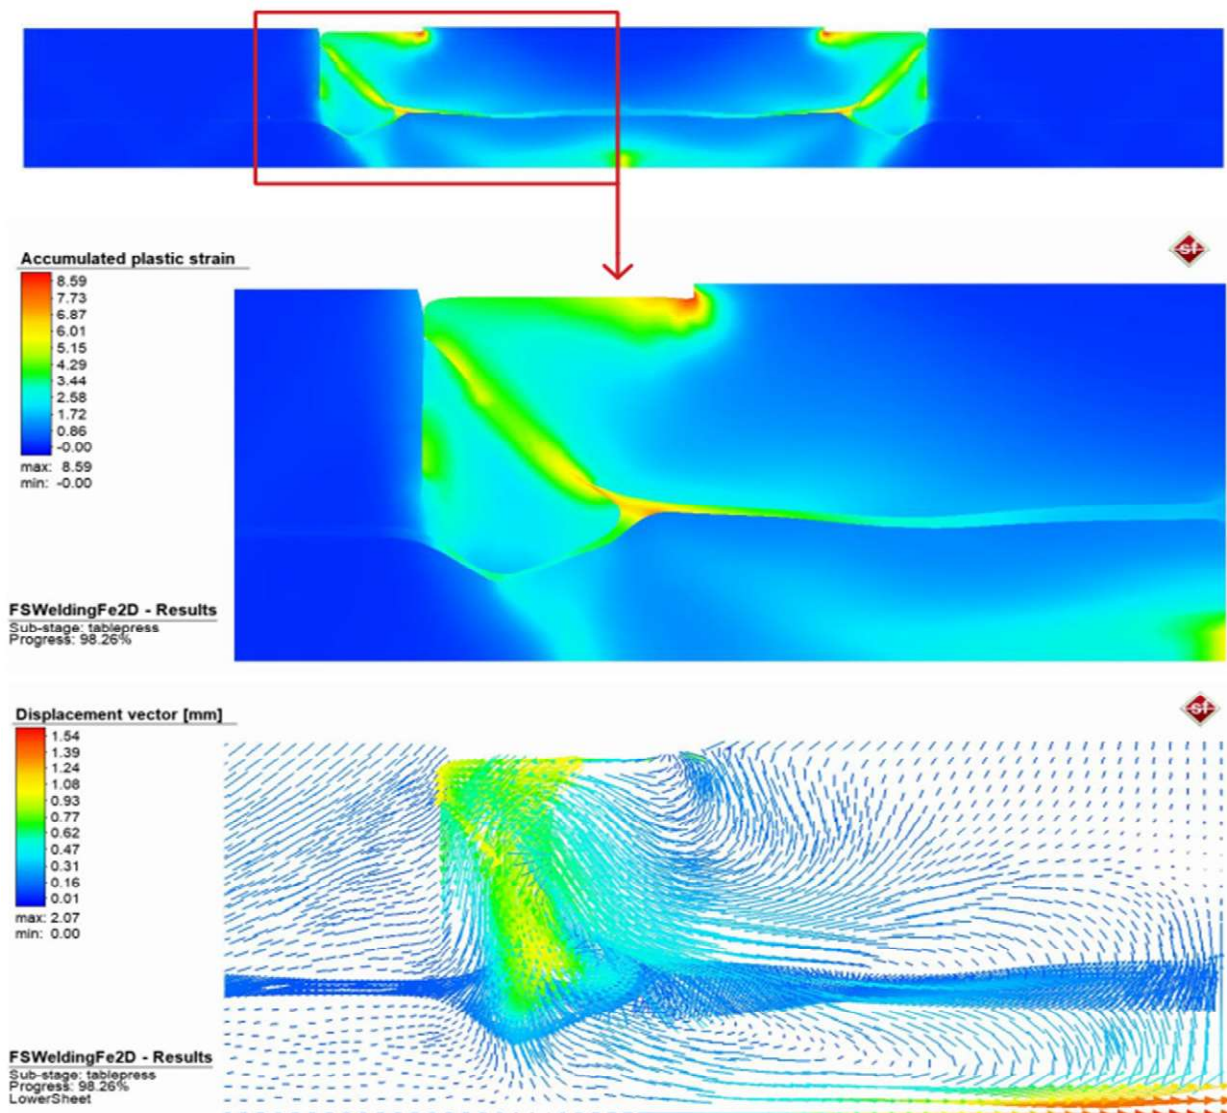 Accumulated plastic strain
8.59
7.73
6.87
6.01
5.15
4.29
3.44
2.58
1.72
0.86
-0.00
max: 8.59
min: -0.00
sf
FSWeldingFe2D - Results
Sub-stage: tablepress
Progress: 98.26%
Displacement vector [mm]
1.54
1.39
1.24
1.08
0.93
0.77
0.62
0.47
0.31
0.16
0.01
max: 2.07
min: 0.00
sf
FSWeldingFe2D - Results
Sub-stage: tablepress
Progress: 98.26%
LowerSheet